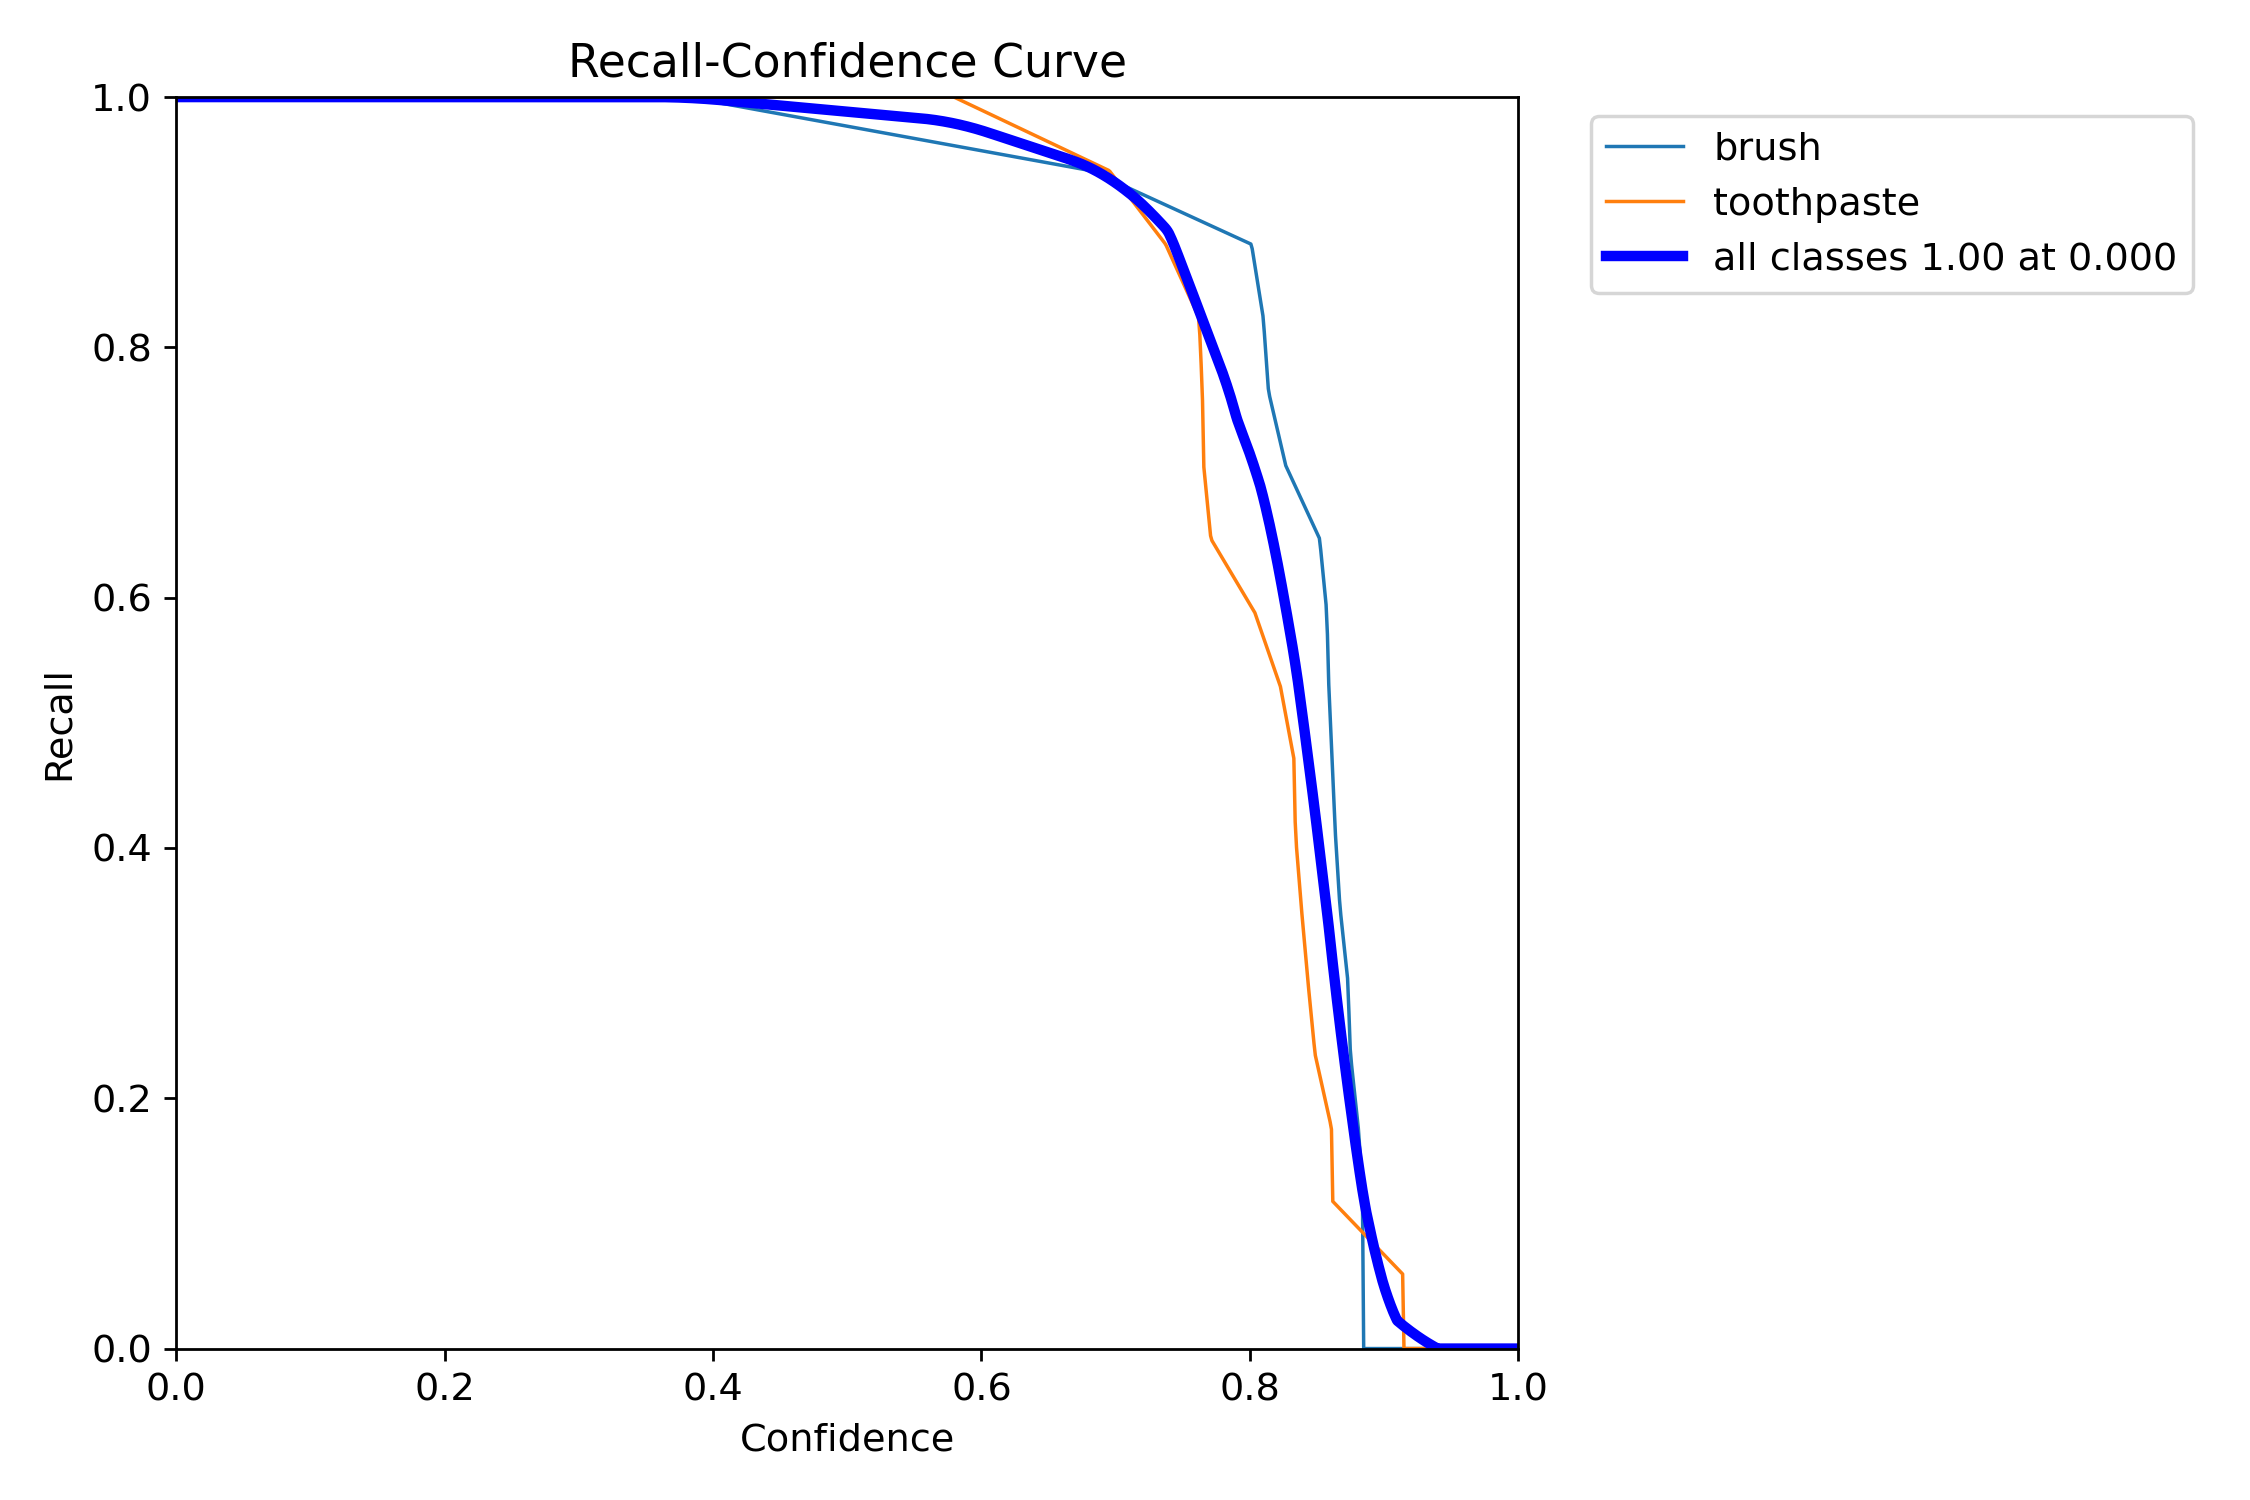 Recall-Confidence Curve
1.0
0.8
0.6
0.4
0.2
0.0
Recall
0.0 0.2 0.4 0.6 0.8 1.0
Confidence
brush
toothpaste
all classes 1.00 at 0.000